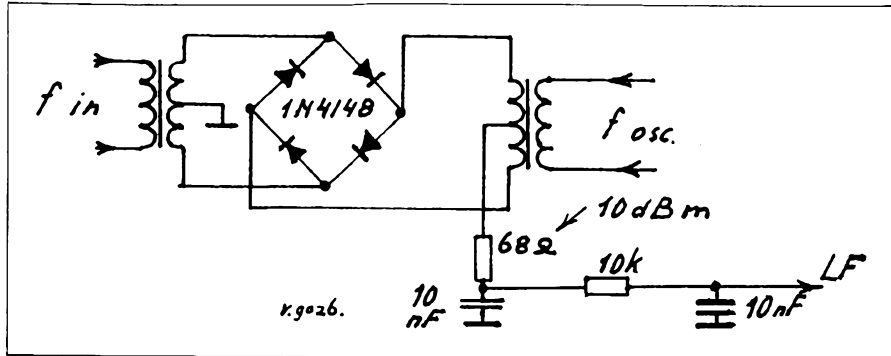 f in
1N4148
f osc.
10 dBm
68Ω
10k
LF
10
nF
10nF
v.go26.